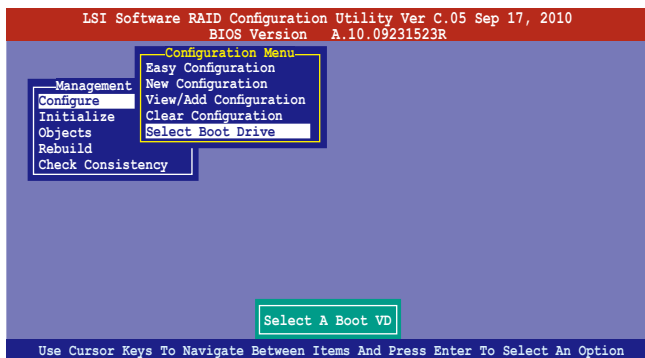 LSI Software RAID Configuration Utility Ver C.05 Sep 17, 2010
BIOS Version A.10.09231523R
Configuration Menu
Easy Configuration
New Configuration
View/Add Configuration
Clear Configuration
Select Boot Drive
Management
Configure
Initialize
Objects
Rebuild
Check Consistency
Select A Boot VD
Use Cursor Keys To Navigate Between Items And Press Enter To Select An Option